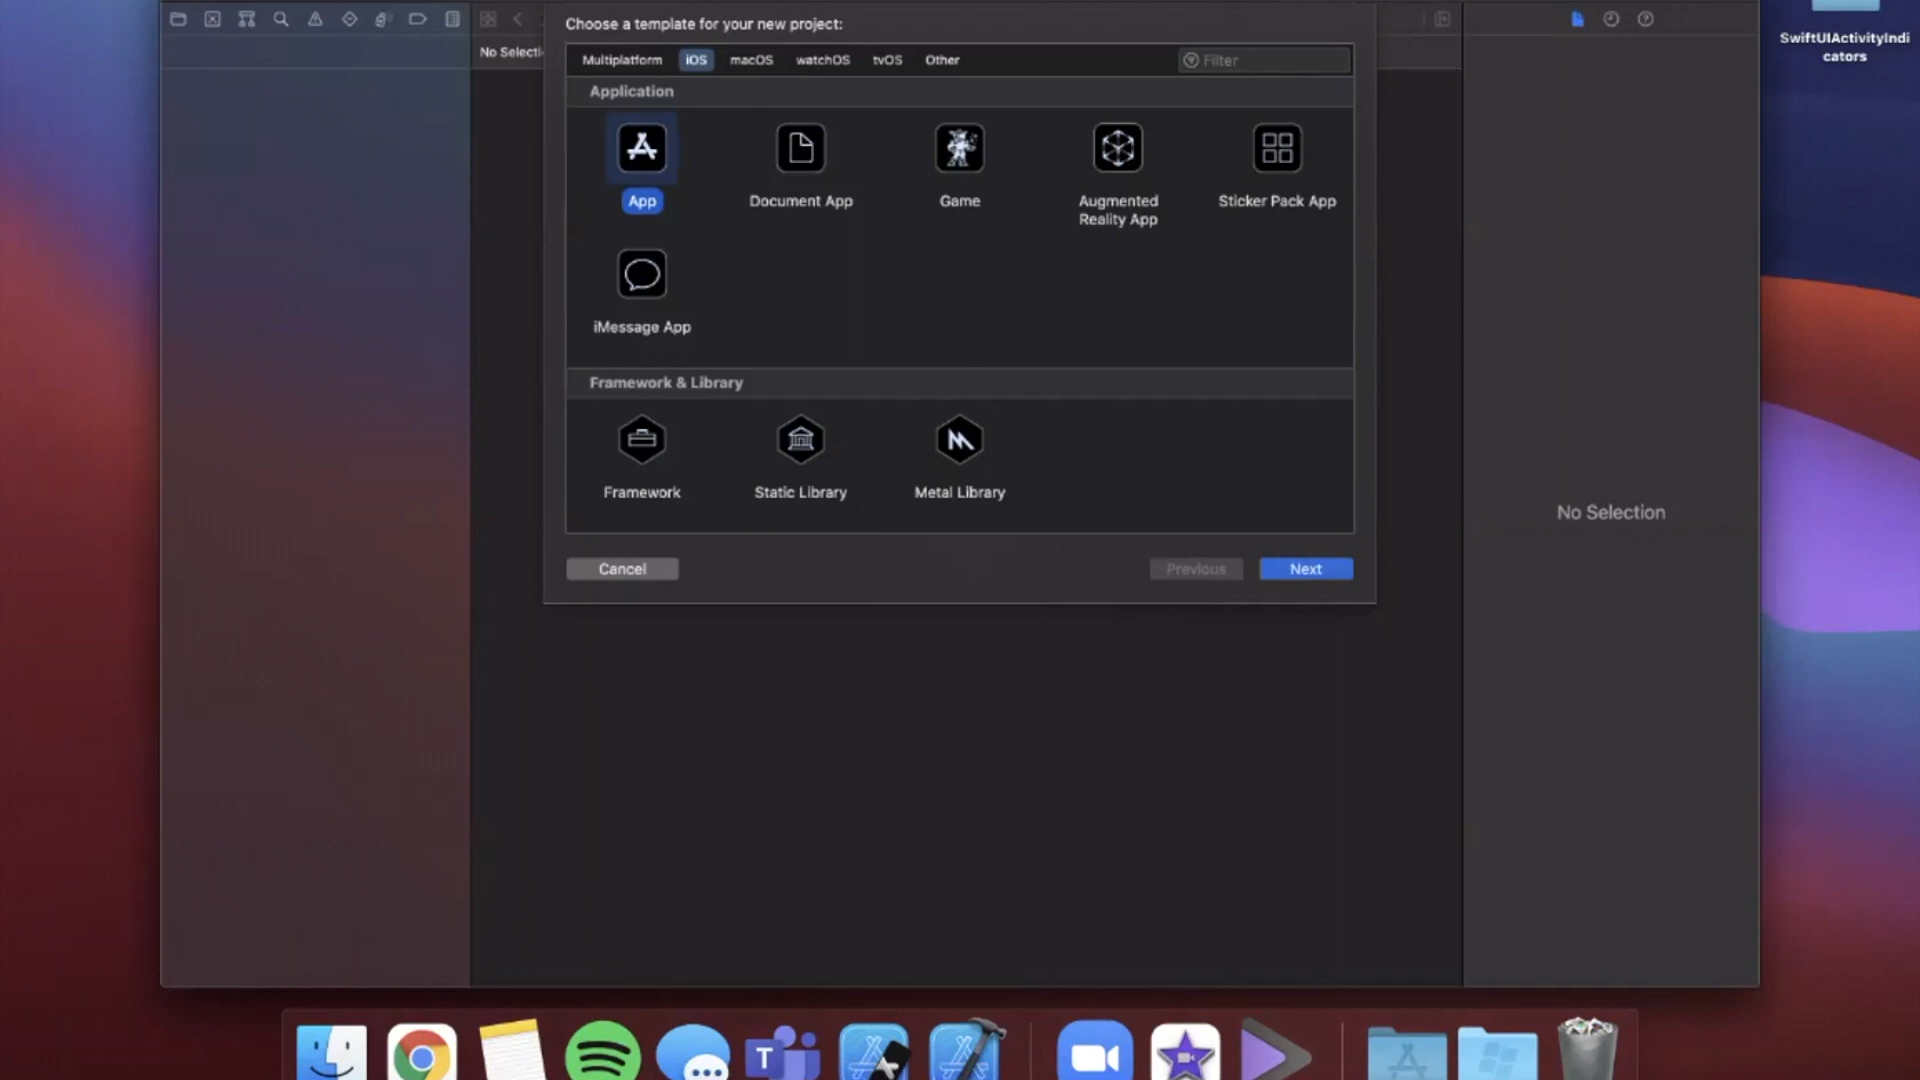 Choose a template for your new project:
SwiftUIActivityIndi
cators
No Selecti
Multiplatform iOS macOS watchOS tvOS Other Filter
Application
App Document App Game Augmented Reality App Sticker Pack App
iMessage App
Framework & Library
Framework Static Library Metal Library
No Selection
Cancel Previous Next
T